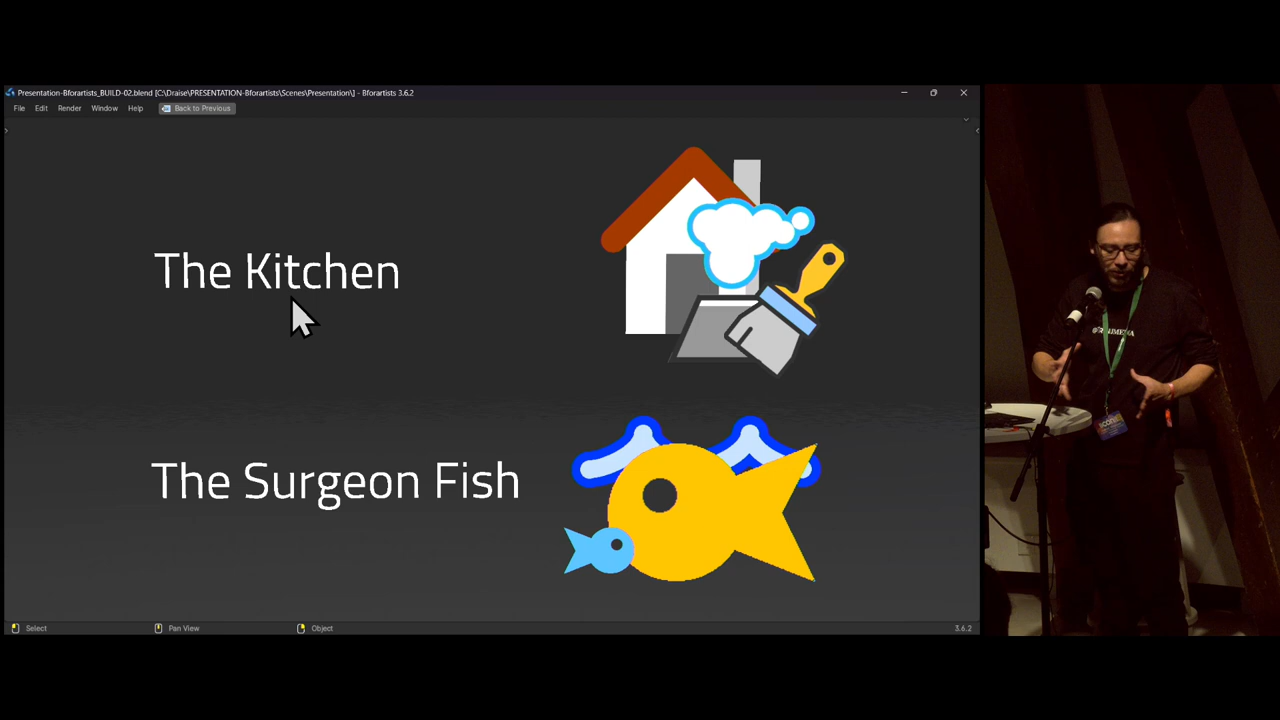 Presentation-Bforartists_BUILD-02.blend [C:\Draise\PRESENTATION-Bforartists\Scenes\Presentation\] - Bforartists 3.6.2
File Edit Render Window Help Back to Previous
The Kitchen
The Surgeon Fish
Select Pan View Object 3.6.2